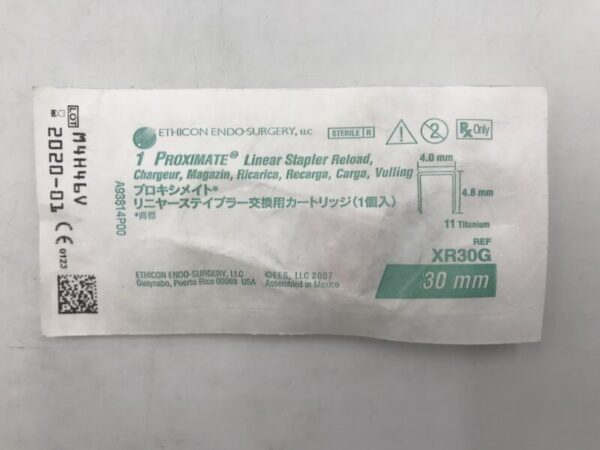 ETHICON ENDO-SURGERY, LLC
STERILE R
Rx Only
1 PROXIMATE® Linear Stapler Reload,
Chargeur, Magazin, Ricarica, Recarga, Carga, Vulling
プロキシメイト*
リニヤーステイプラー交換用カートリッジ(1個入)
*商標
4.0 mm
4.8 mm
11 Titanium
REF
XR30G
30 mm
ETHICON ENDO-SURGERY, LLC
Guaynabo, Puerto Rico 00969 USA
©EES, LLC 2007
Assembled in Mexico
A93814P00
LOT M4H46V
2020-01
CE 0123